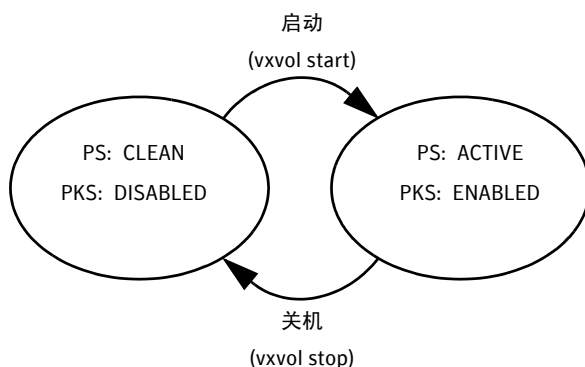 启动
(vxvol start)
PS: CLEAN
PKS: DISABLED
PS: ACTIVE
PKS: ENABLED
关机
(vxvol stop)